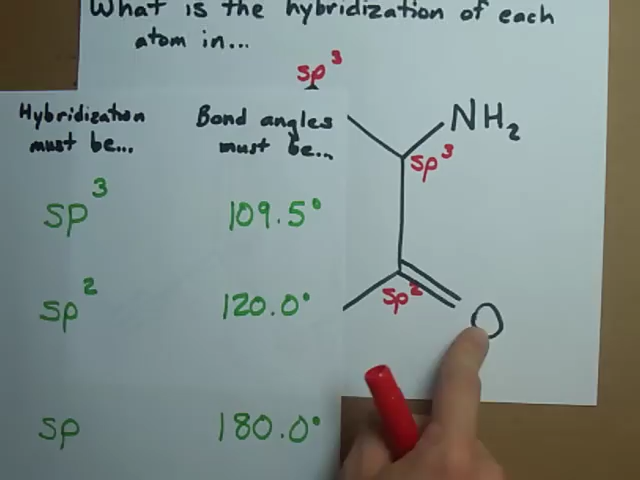 What is the hybridization of each
atom in...
sp³
Hybridization
must be...
Bond angles
must be...
NH₂
sp³
sp³
109.5°
sp²
sp²
120.0°
O
sp
180.0°